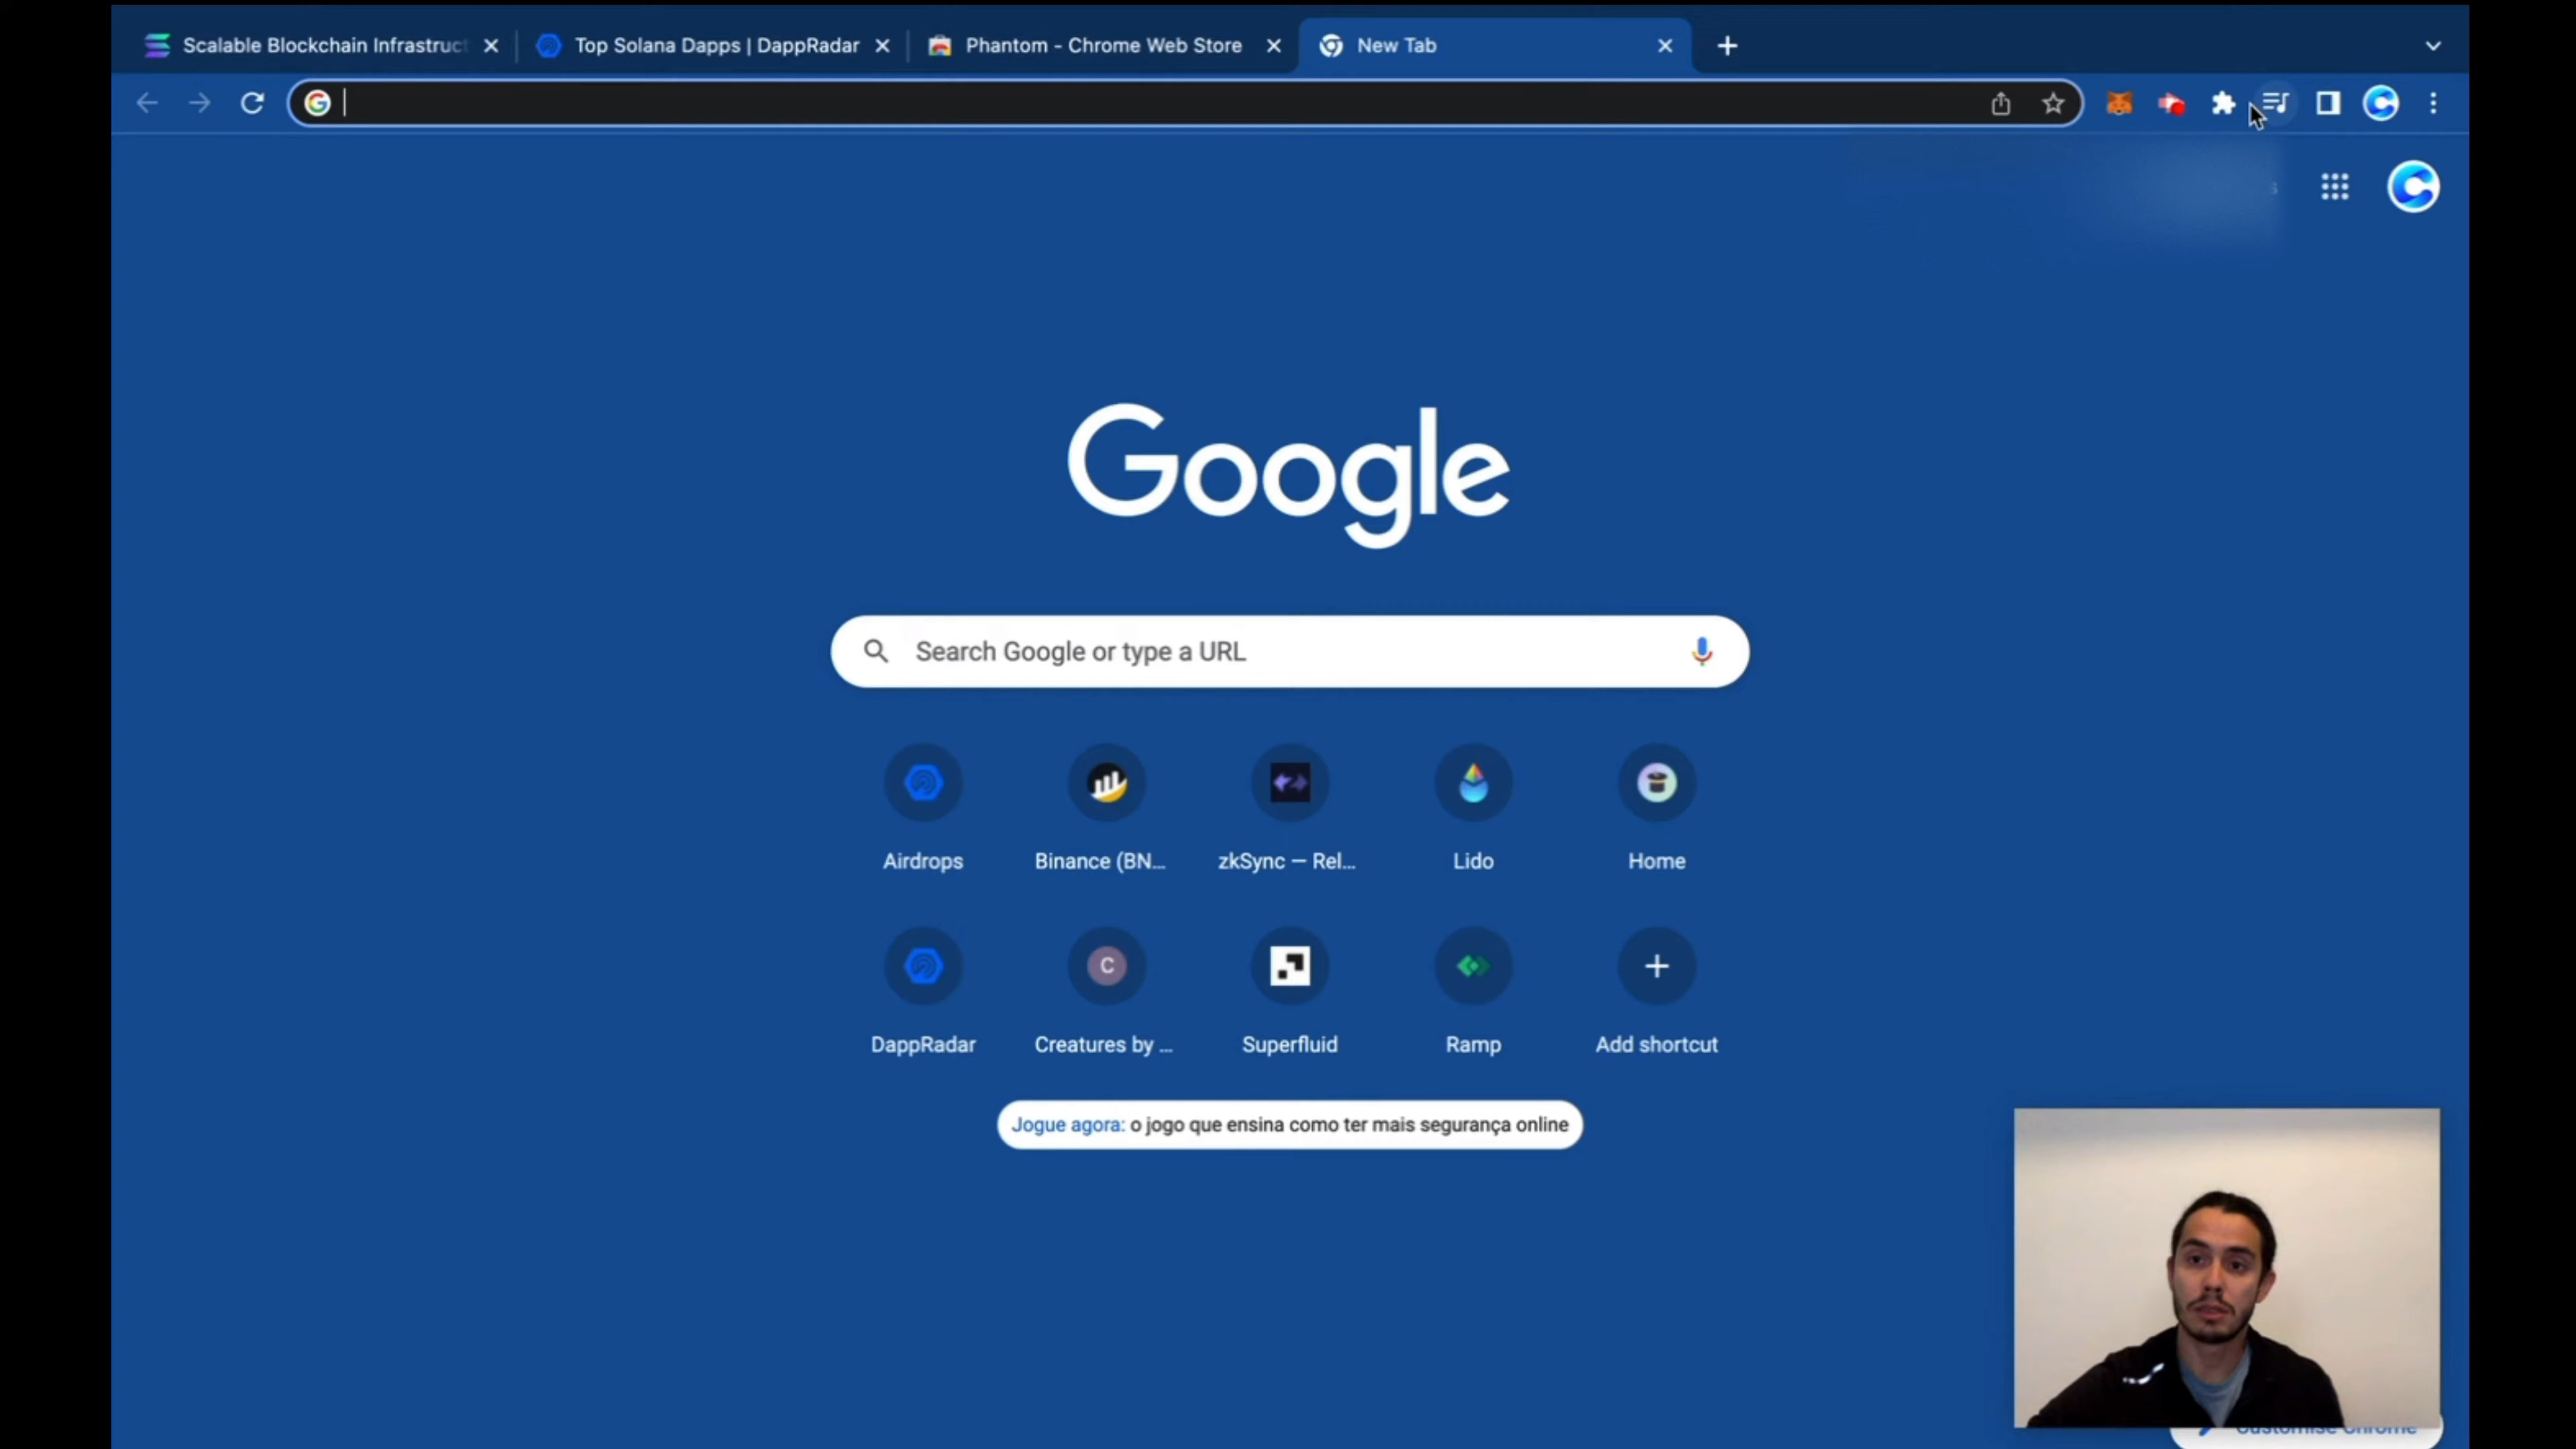 Scalable Blockchain Infrastruct
Top Solana Dapps | DappRadar
Phantom - Chrome Web Store
New Tab
Google
Search Google or type a URL
Airdrops
Binance (BN...
zkSync — Rel...
Lido
Home
DappRadar
C
Creatures by ...
Superfluid
Ramp
Add shortcut
Jogue agora: o jogo que ensina como ter mais segurança online
Customise Chrome